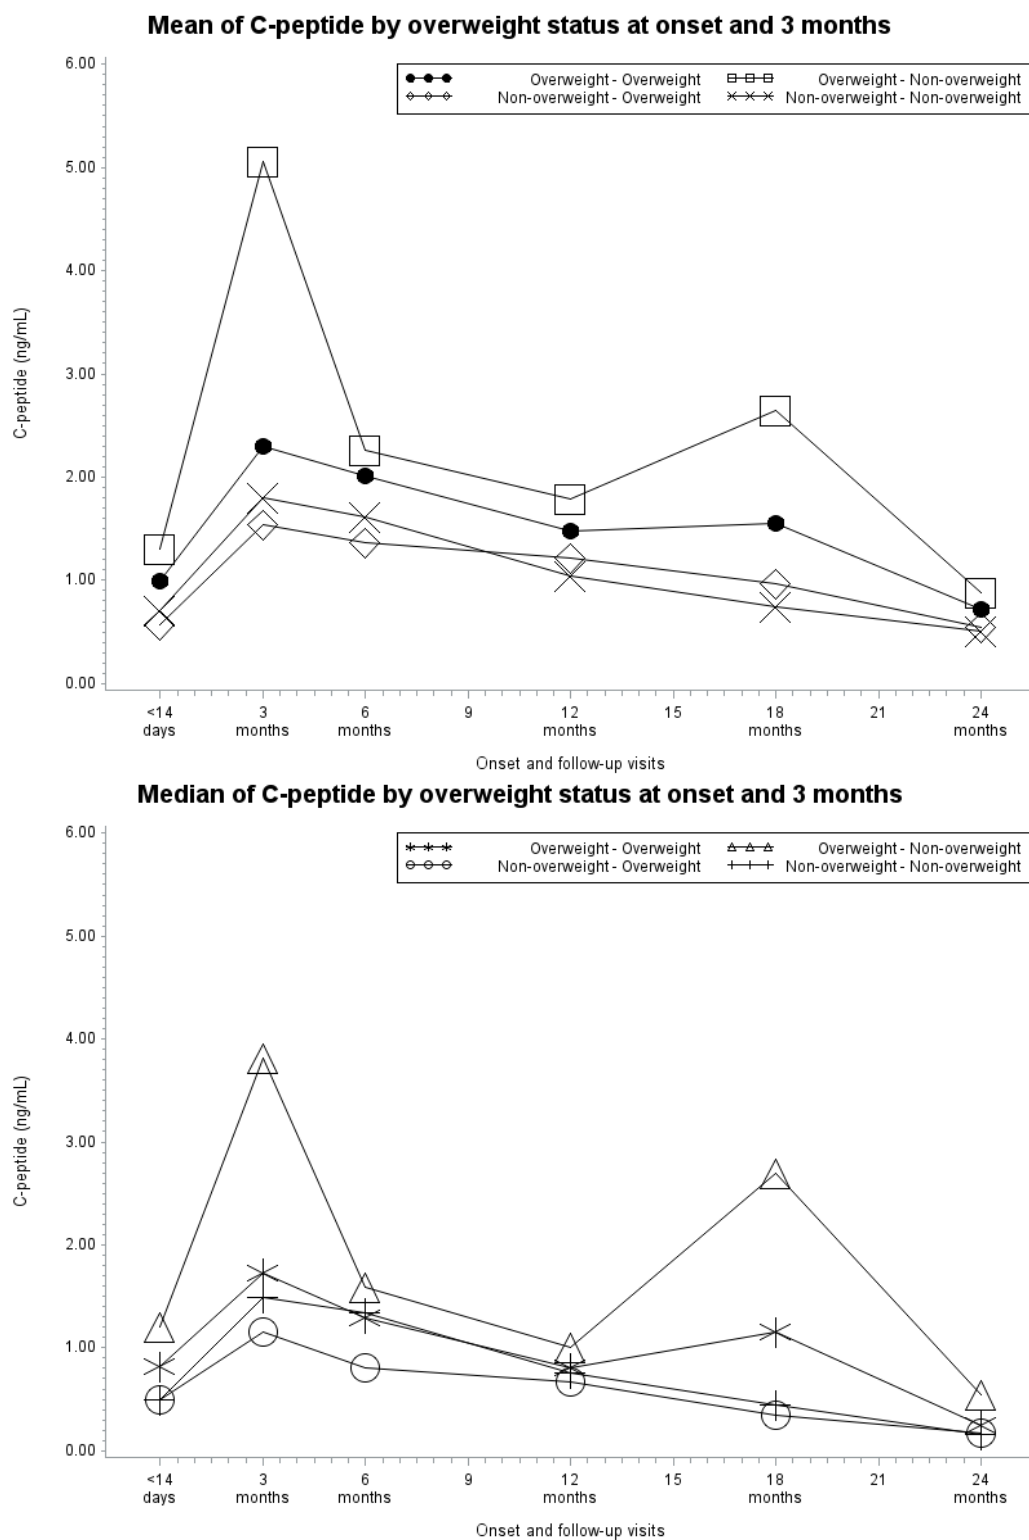 Mean of C-peptide by overweight status at onset and 3 months
6.00
Overweight - Overweight
Overweight - Non-overweight
Non-overweight - Overweight
Non-overweight - Non-overweight
5.00
4.00
3.00
2.00
1.00
0.00
C-peptide (ng/mL)
<14 3 6 9 12 15 18 21 24
days months months months months months
Onset and follow-up visits
Median of C-peptide by overweight status at onset and 3 months
6.00
Overweight - Overweight
Overweight - Non-overweight
Non-overweight - Overweight
Non-overweight - Non-overweight
5.00
4.00
3.00
2.00
1.00
0.00
C-peptide (ng/mL)
<14 3 6 9 12 15 18 21 24
days months months months months months
Onset and follow-up visits